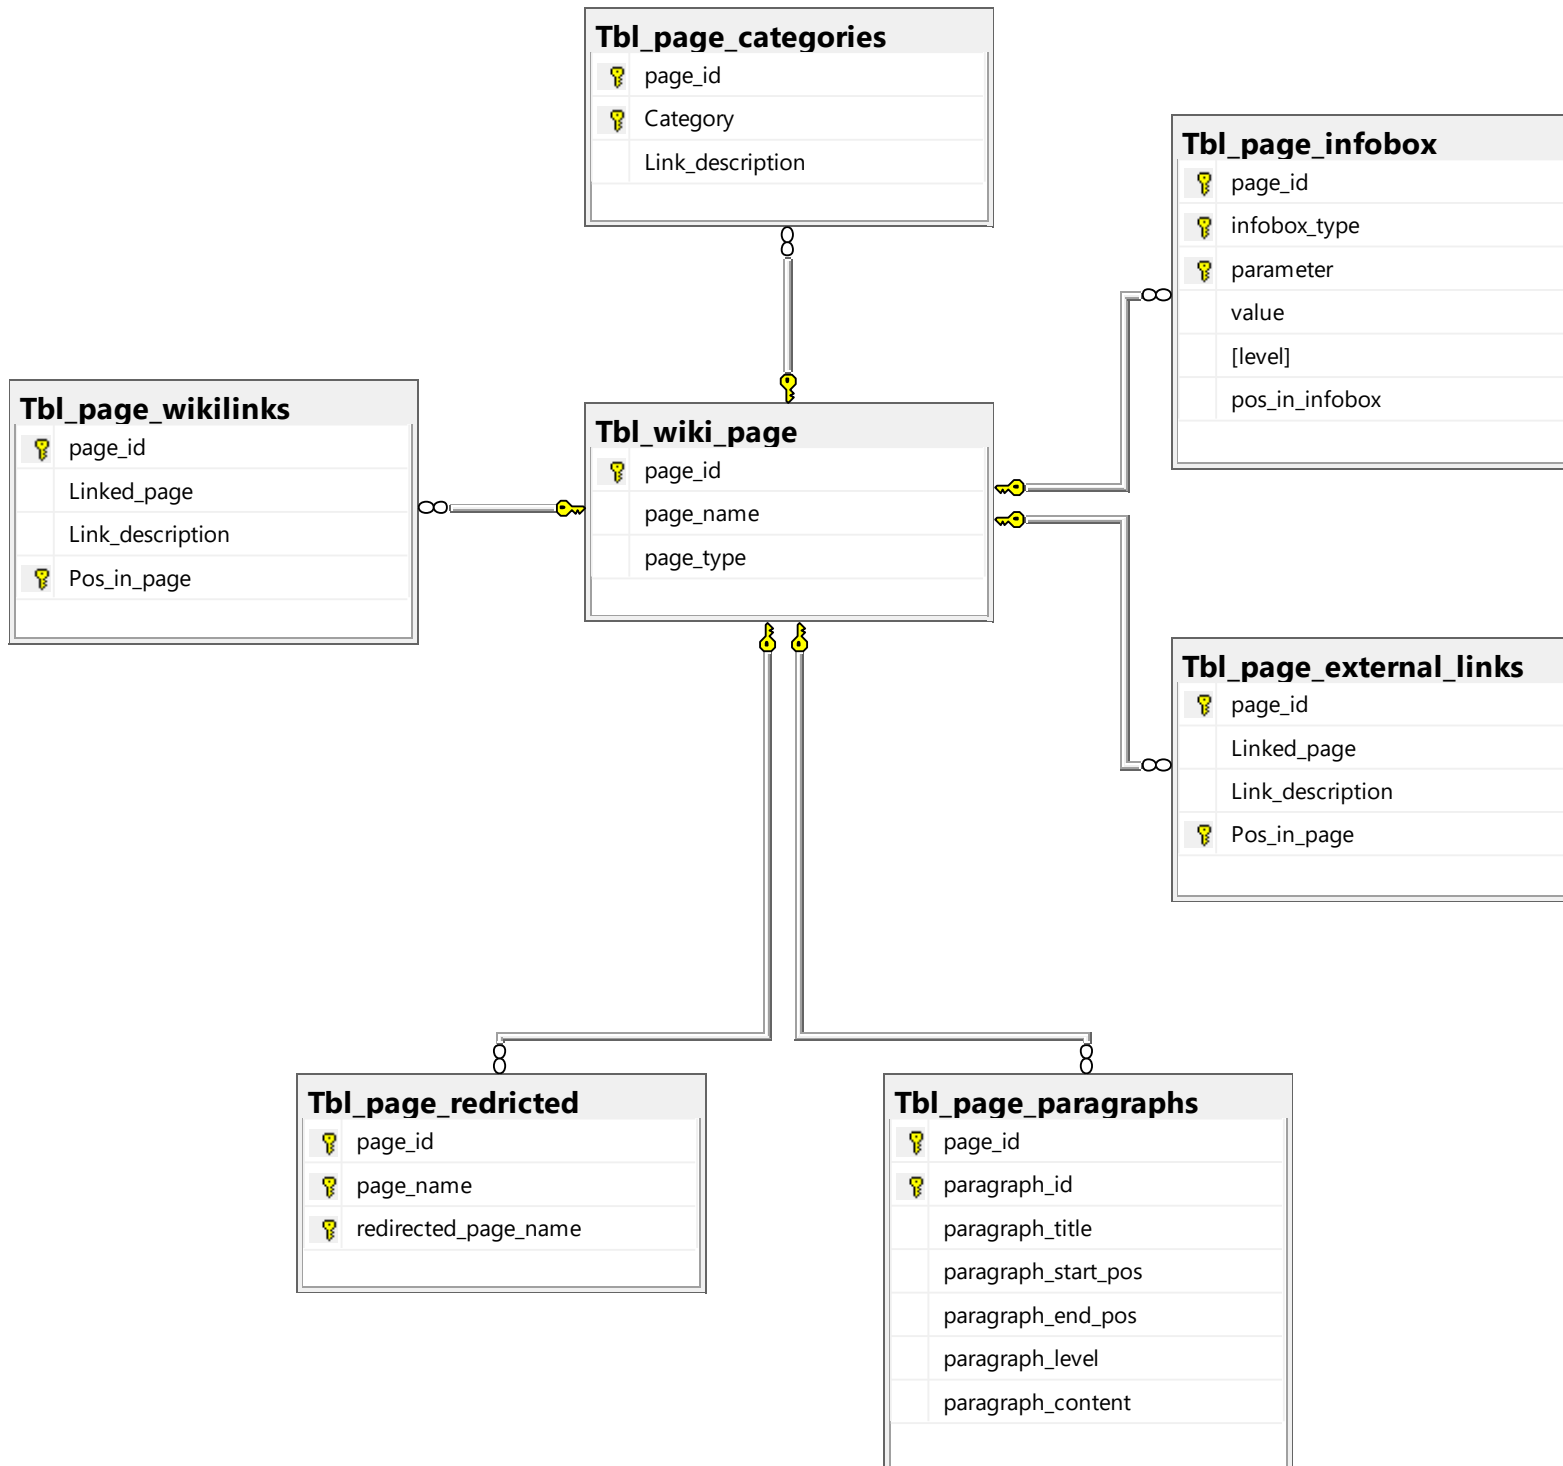 Tbl_page_categories
page_id
Category
Link_description
Tbl_page_infobox
page_id
infobox_type
parameter
value
[level]
pos_in_infobox
Tbl_page_wikilinks
page_id
Linked_page
Link_description
Pos_in_page
Tbl_wiki_page
page_id
page_name
page_type
Tbl_page_external_links
page_id
Linked_page
Link_description
Pos_in_page
Tbl_page_redricted
page_id
page_name
redirected_page_name
Tbl_page_paragraphs
page_id
paragraph_id
paragraph_title
paragraph_start_pos
paragraph_end_pos
paragraph_level
paragraph_content